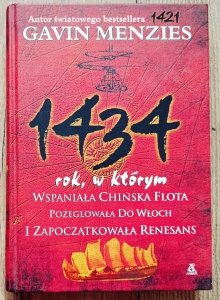 Autor światowego bestsellera 1421
GAVIN MENZIES
1434
rok, w którym
WSPANIAŁA CHIŃSKA FLOTA
POŻEGLOWAŁA DO WŁOCH
I ZAPOCZĄTKOWAŁA RENESANS